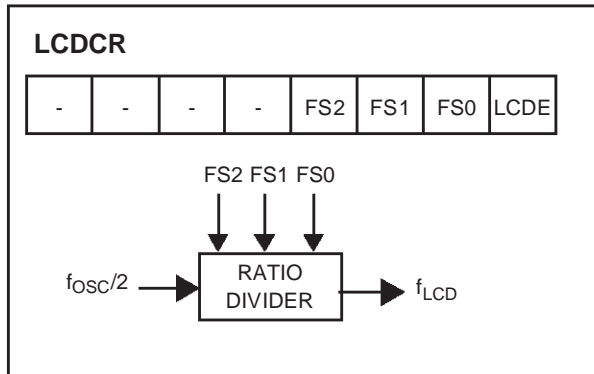 LCDCR
- - - - FS2 FS1 FS0 LCDE
FS2 FS1 FS0
fOSC/2 RATIO DIVIDER fLCD